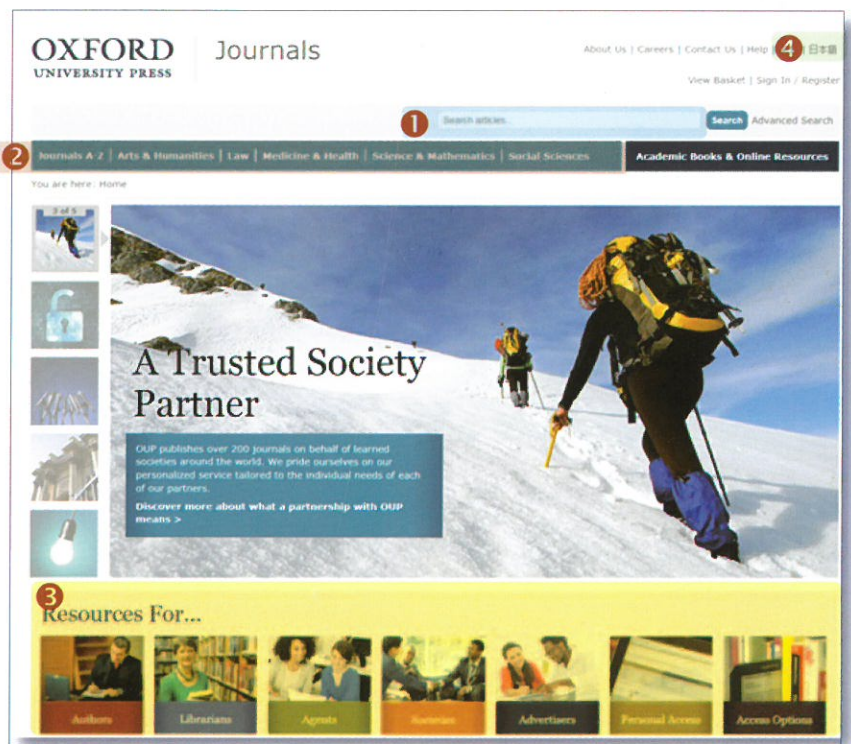 OXFORD
UNIVERSITY PRESS
Journals
About Us | Careers | Contact Us | Help | 4 | 日本語
View Basket | Sign In / Register
1 Search articles... Search Advanced Search
2 Journals A-Z | Arts & Humanities | Law | Medicine & Health | Science & Mathematics | Social Sciences Academic Books & Online Resources
You are here: Home
3 of 5
A Trusted Society
Partner
OUP publishes over 200 journals on behalf of learned
societies around the world. We pride ourselves on our
personalized service tailored to the individual needs of each
of our partners.
Discover more about what a partnership with OUP
means >
3
Resources For...
Authors Librarians Agents Societies Advertisers Personal Access Access Options